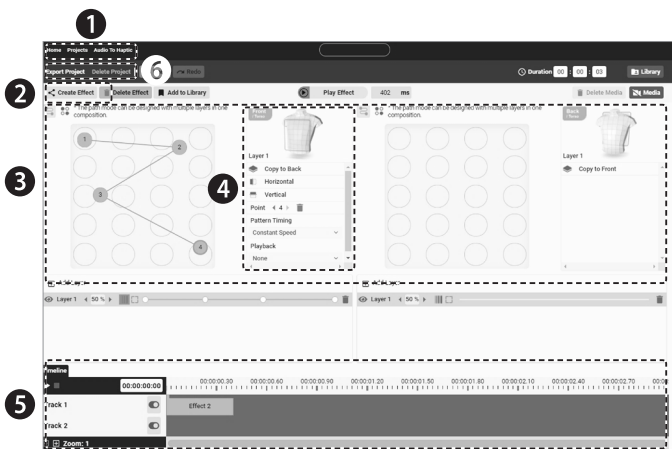 1
Home Projects Audio To Haptic
Export Project Delete Project 6 Redo
Duration: 00 : 00 : 03 Library
2
Create Effect Delete Effect Add to Library Play Effect 402 ms Delete Media Media
The path mode can be designed with multiple layers in one
composition.
1
2
3
4
Layer 1
Copy to Back
Horizontal
Vertical
Point 4
Pattern Timing
Constant Speed
Playback
None
3
4
The path mode can be designed with multiple layers in one
composition.
Back
Layer 1
Copy to Front
Add Layer
Add Layer
Layer 1 50 %
Layer 1 50 %
5
Timeline
00:00:00:00 00:00:00.30 00:00:00.60 00:00:00.90 00:00:01.20 00:00:01.50 00:00:01.80 00:00:02.10 00:00:02.40 00:00:02.70
Track 1 Effect 2
Track 2
Zoom: 1